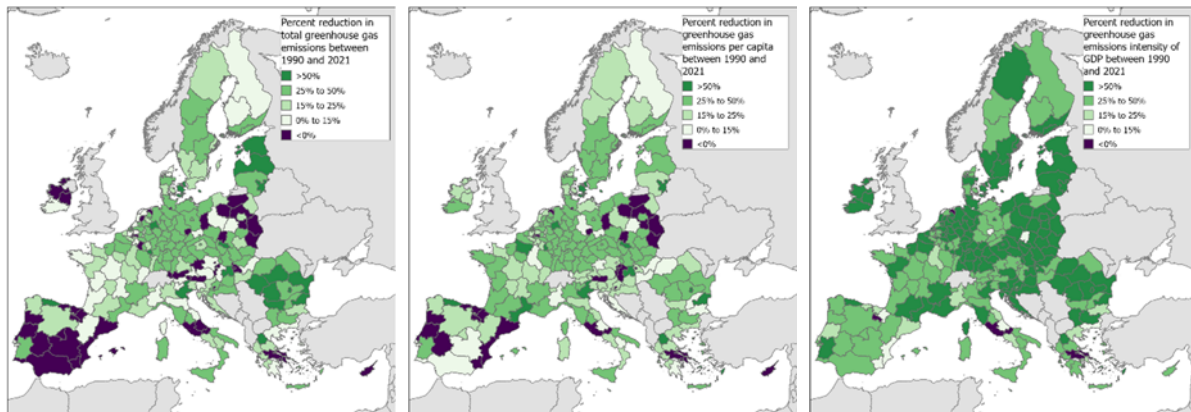 Percent reduction in
total greenhouse gas
emissions between
1990 and 2021
>50%
25% to 50%
15% to 25%
0% to 15%
<0%
Percent reduction in
greenhouse gas
emissions per capita
between 1990 and
2021
>50%
25% to 50%
15% to 25%
0% to 15%
<0%
Percent reduction in
greenhouse gas
emissions intensity of
GDP between 1990
and 2021
>50%
25% to 50%
15% to 25%
0% to 15%
<0%